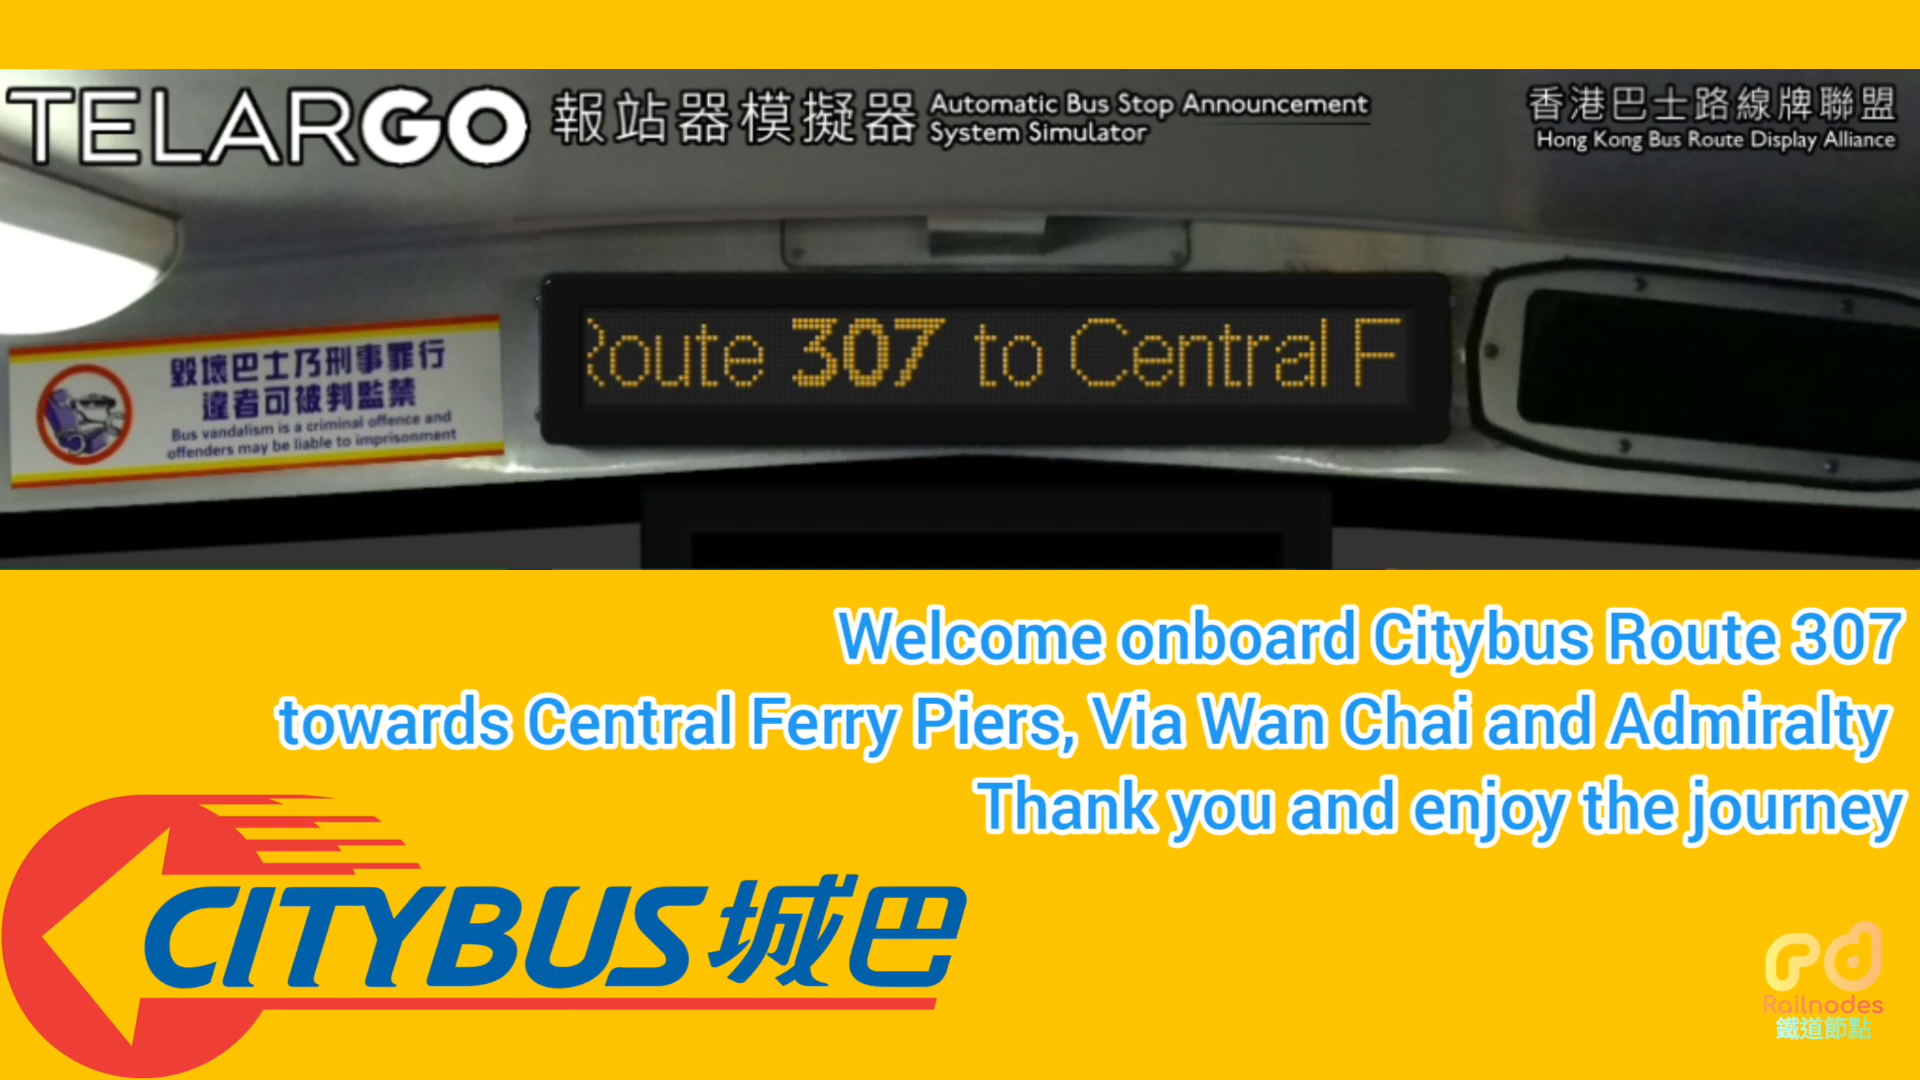 TELARGO 報站器模擬器 Automatic Bus Stop Announcement
System Simulator
香港巴士路線牌聯盟
Hong Kong Bus Route Display Alliance
Route 307 to Central F
毀壞巴士乃刑事罪行
違者可被判監禁
Bus vandalism is a criminal offence and
offenders may be liable to imprisonment
Welcome onboard Citybus Route 307
towards Central Ferry Piers, Via Wan Chai and Admiralty
Thank you and enjoy the journey
CITYBUS城巴
rd
Railnodes
鐵道節點